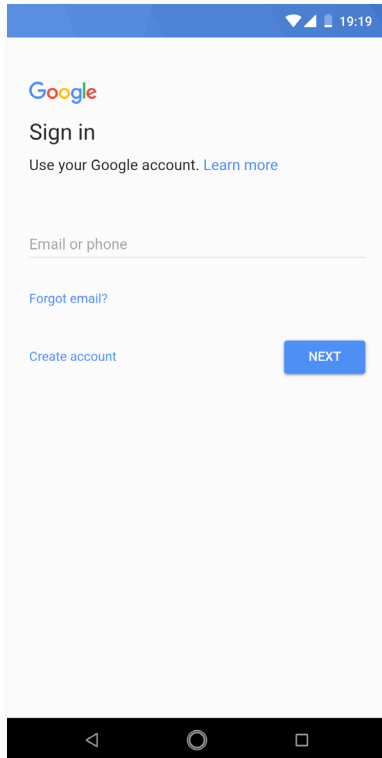 19:19
Google
Sign in
Use your Google account. Learn more
Email or phone
Forgot email?
Create account
NEXT